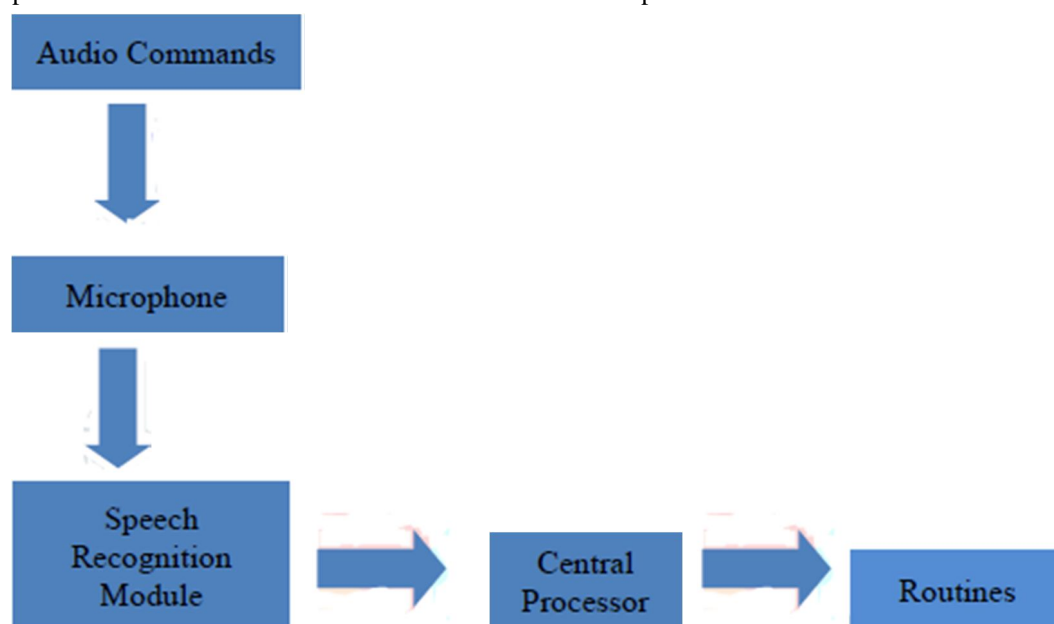 Audio Commands
Microphone
Speech
Recognition
Module
Central
Processor
Routines